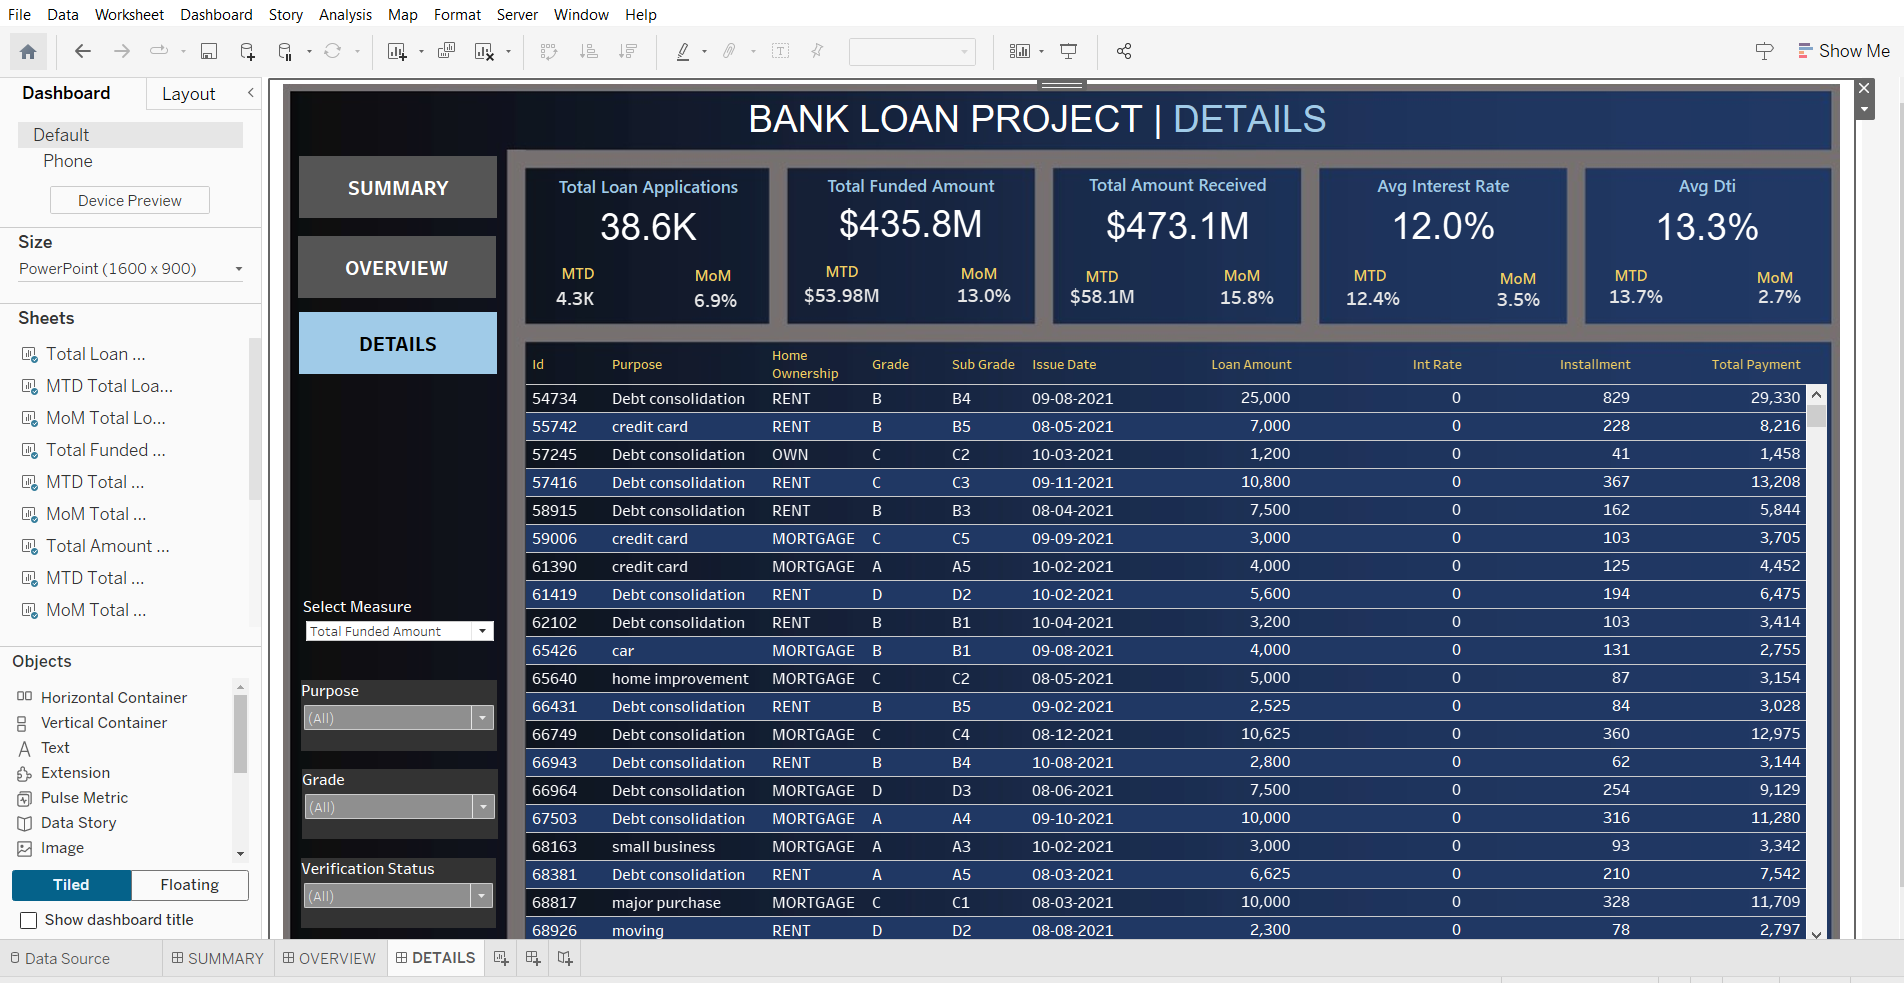 File Data Worksheet Dashboard Story Analysis Map Format Server Window Help
Show Me
Dashboard Layout
Default
Phone
Device Preview
Size
PowerPoint (1600 x 900)
Sheets
Total Loan ...
MTD Total Loa...
MoM Total Lo...
Total Funded ...
MTD Total ...
MoM Total ...
Total Amount ...
MTD Total ...
MoM Total ...
Objects
Horizontal Container
Vertical Container
Text
Extension
Pulse Metric
Data Story
Image
Tiled Floating
Show dashboard title
BANK LOAN PROJECT | DETAILS
SUMMARY
OVERVIEW
DETAILS
Select Measure
Total Funded Amount
Purpose
(All)
Grade
(All)
Verification Status
(All)
Total Loan Applications
38.6K
MTD MoM
4.3K 6.9%
Total Funded Amount
$435.8M
MTD MoM
$53.98M 13.0%
Total Amount Received
$473.1M
MTD MoM
$58.1M 15.8%
Avg Interest Rate
12.0%
MTD MoM
12.4% 3.5%
Avg Dti
13.3%
MTD MoM
13.7% 2.7%
Id Purpose Home Ownership Grade Sub Grade Issue Date Loan Amount Int Rate Installment Total Payment
54734 Debt consolidation RENT B B4 09-08-2021 25,000 0 829 29,330
55742 credit card RENT B B5 08-05-2021 7,000 0 228 8,216
57245 Debt consolidation OWN C C2 10-03-2021 1,200 0 41 1,458
57416 Debt consolidation RENT C C3 09-11-2021 10,800 0 367 13,208
58915 Debt consolidation RENT B B3 08-04-2021 7,500 0 162 5,844
59006 credit card MORTGAGE C C5 09-09-2021 3,000 0 103 3,705
61390 credit card MORTGAGE A A5 10-02-2021 4,000 0 125 4,452
61419 Debt consolidation RENT D D2 10-02-2021 5,600 0 194 6,475
62102 Debt consolidation RENT B B1 10-04-2021 3,200 0 103 3,414
65426 car MORTGAGE B B1 09-08-2021 4,000 0 131 2,755
65640 home improvement MORTGAGE C C2 08-05-2021 5,000 0 87 3,154
66431 Debt consolidation RENT B B5 09-02-2021 2,525 0 84 3,028
66749 Debt consolidation MORTGAGE C C4 08-12-2021 10,625 0 360 12,975
66943 Debt consolidation RENT B B4 10-08-2021 2,800 0 62 3,144
66964 Debt consolidation MORTGAGE D D3 08-06-2021 7,500 0 254 9,129
67503 Debt consolidation MORTGAGE A A4 09-10-2021 10,000 0 316 11,280
68163 small business MORTGAGE A A3 10-02-2021 3,000 0 93 3,342
68381 Debt consolidation RENT A A5 08-03-2021 6,625 0 210 7,542
68817 major purchase MORTGAGE C C1 08-03-2021 10,000 0 328 11,709
68926 moving RENT D D2 08-08-2021 2,300 0 78 2,797
Data Source SUMMARY OVERVIEW DETAILS